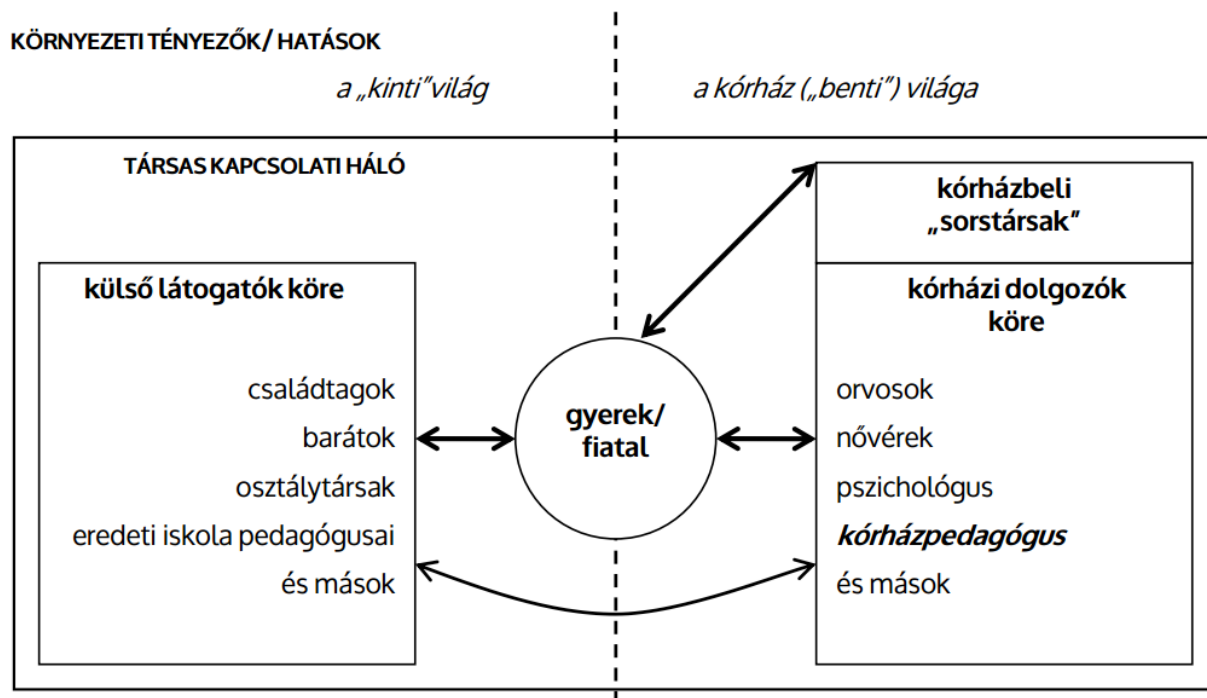 KÖRNYEZETI TÉNYEZŐK/ HATÁSOK
a „kinti”világ
a kórház („benti”) világa
TÁRSAS KAPCSOLATI HÁLÓ
kórházbeli
„sorstársak”
külső látogatók köre
családtagok
barátok
osztálytársak
eredeti iskola pedagógusai
és mások
gyerek/
fiatal
kórházi dolgozók
köre
orvosok
nővérek
pszichológus
kórházpedagógus
és mások